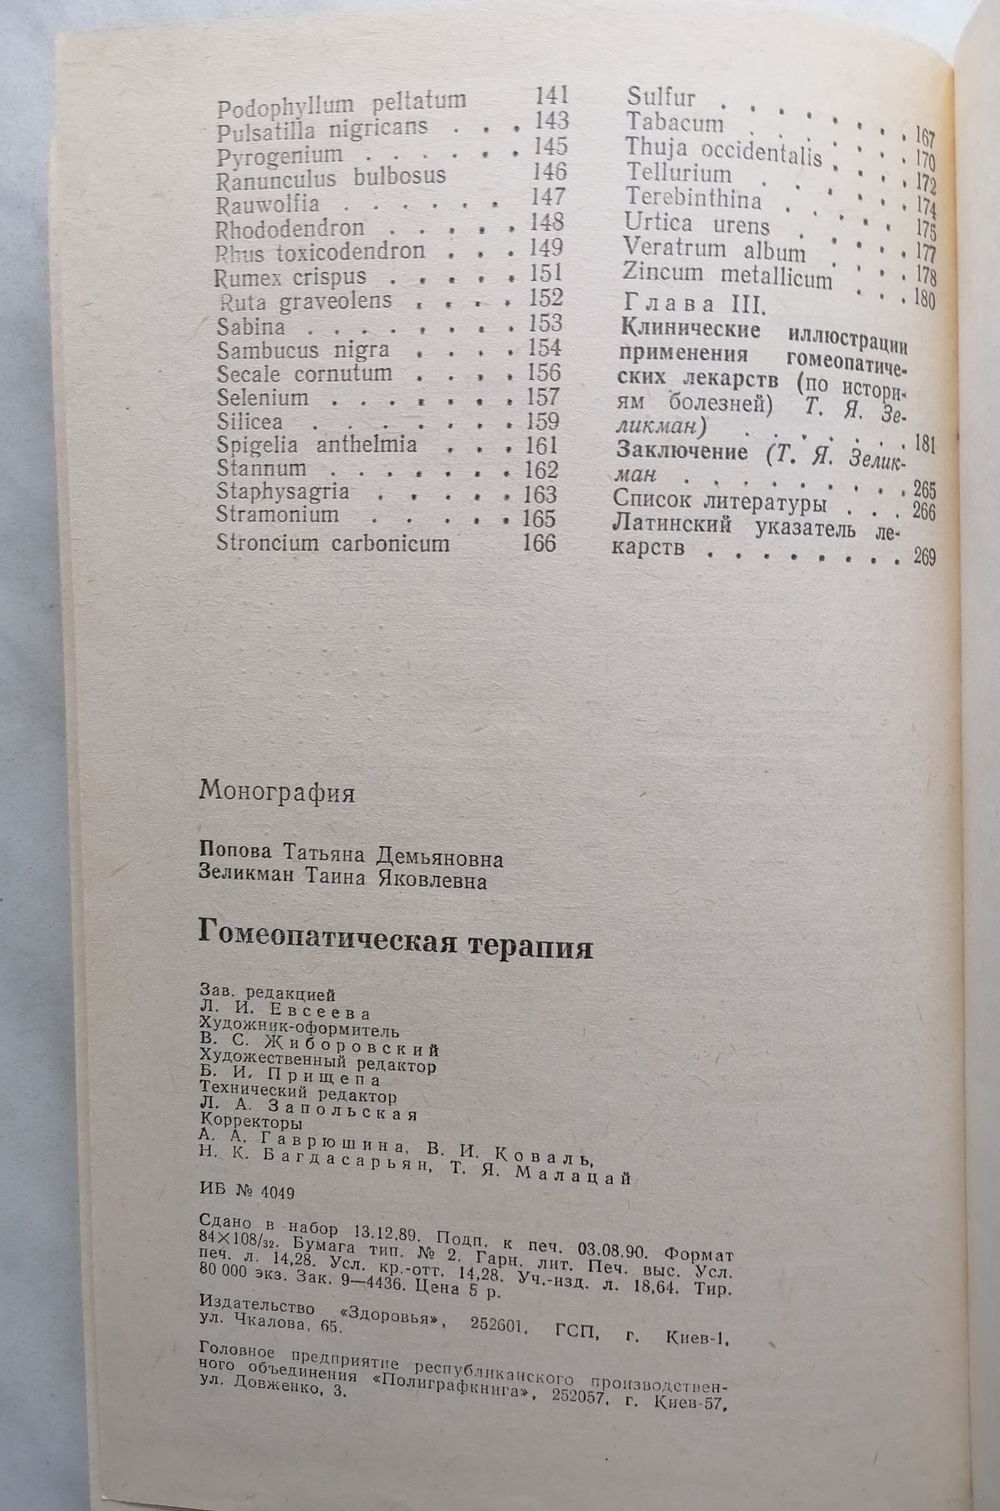 Podophyllum peltatum 141
Pulsatilla nigricans . . . 143
Pyrogenium . . . . . . 145
Ranunculus bulbosus 146
Rauwolfia . . . . . . 147
Rhododendron . . . . . 148
Rhus toxicodendron . . . 149
Rumex crispus . . . . . 151
Ruta graveolens . . . . 152
Sabina . . . . . . . . 153
Sambucus nigra . . . . 154
Secale cornutum . . . . 156
Selenium . . . . . . . 157
Silicea . . . . . . . 159
Spigelia anthelmia . . . 161
Stannum . . . . . . . 162
Staphysagria . . . . . 163
Stramonium . . . . . 165
Stroncium carbonicum 166
Sulfur . . . . . . . . 167
Tabacum . . . . . . . 170
Thuja occidentalis . . . . 172
Tellurium . . . . . . 174
Terebinthina . . . . . 175
Urtica urens . . . . . 177
Veratrum album . . . . 178
Zincum metallicum . . . 180
Глава III.
Клинические иллюстрации
применения гомеопатиче-
ских лекарств (по истори-
ям болезней) Т. Я. Зе-
ликман) . . . . . . . 181
Заключение (Т. Я. Зелик-
ман . . . . . . . . 265
Список литературы . . . 266
Латинский указатель ле-
карств . . . . . . . . 269
Монография
Попова Татьяна Демьяновна
Зеликман Таина Яковлевна
Гомеопатическая терапия
Зав. редакцией
Л. И. Евсеева
Художник-оформитель
В. С. Жиборовский
Художественный редактор
Б. И. Прищепа
Технический редактор
Л. А. Запольская
Корректоры
А. А. Гаврюшина, В. И. Коваль,
Н. К. Багдасарьян, Т. Я. Малацай
ИБ № 4049
Сдано в набор 13.12.89. Подп. к печ. 03.08.90. Формат
84×108/32. Бумага тип. № 2. Гарн. лит. Печ. выс. Усл.
печ. л. 14,28. Усл. кр.-отт. 14,28. Уч.-изд. л. 18,64. Тир.
80 000 экз. Зак. 9—4436. Цена 5 р.
Издательство «Здоровья», 252601, ГСП, г. Киев-1,
ул. Чкалова, 65.
Головное предприятие республиканского производствен-
ного объединения «Полиграфкнига», 252057, г. Киев-57,
ул. Довженко, 3.